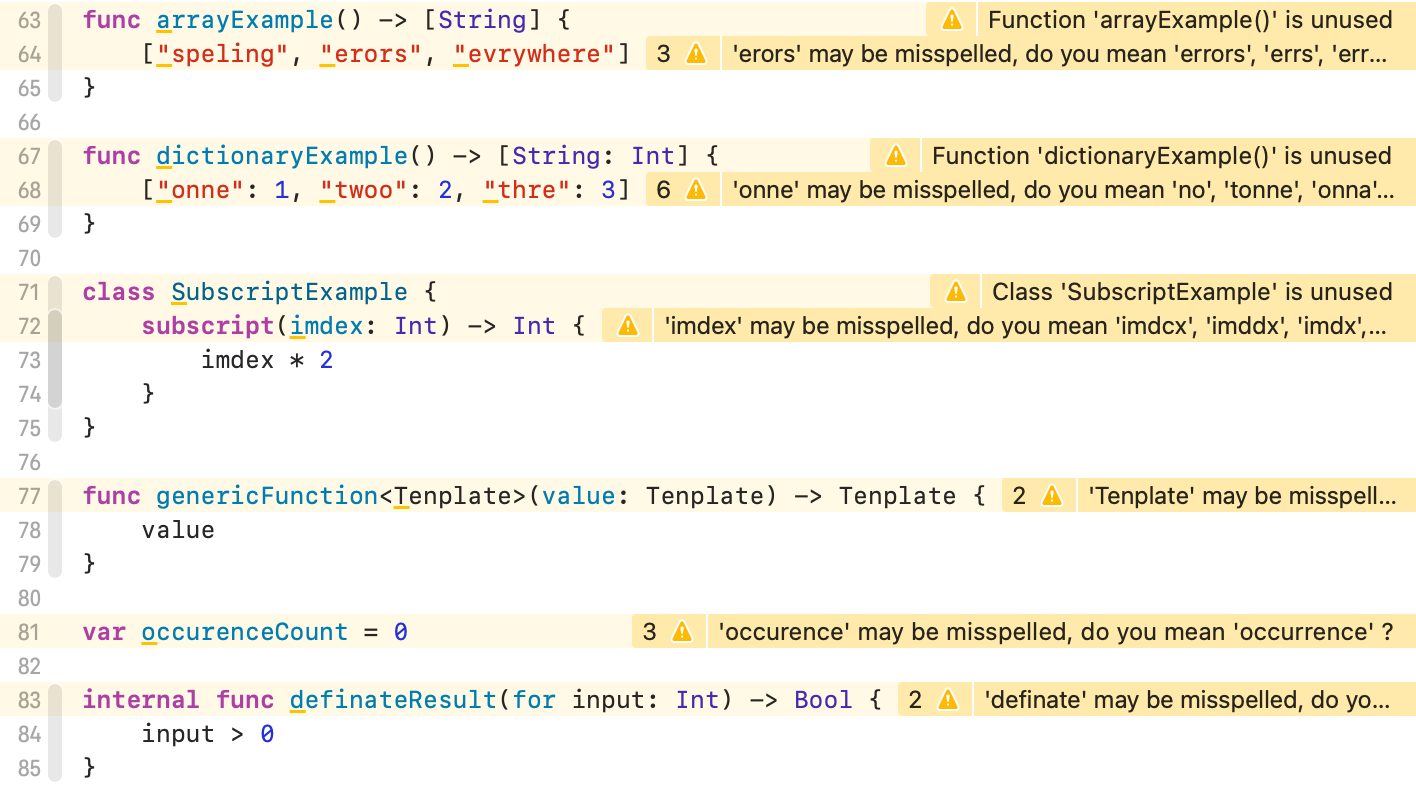 63 func arrayExample() -> [String] { Function 'arrayExample()' is unused
64 ["speling", "erors", "evrywhere"] 3 'erors' may be misspelled, do you mean 'errors', 'errs', 'err...
65 }
66
67 func dictionaryExample() -> [String: Int] { Function 'dictionaryExample()' is unused
68 ["onne": 1, "twoo": 2, "thre": 3] 6 'onne' may be misspelled, do you mean 'no', 'tonne', 'onna'...
69 }
70
71 class SubscriptExample { Class 'SubscriptExample' is unused
72 subscript(imdex: Int) -> Int { 'imdex' may be misspelled, do you mean 'imdcx', 'imddx', 'imdx',...
73 imdex * 2
74 }
75 }
76
77 func genericFunction<Tenplate>(value: Tenplate) -> Tenplate { 2 'Tenplate' may be misspell...
78 value
79 }
80
81 var occurenceCount = 0 3 'occurence' may be misspelled, do you mean 'occurrence' ?
82
83 internal func definateResult(for input: Int) -> Bool { 2 'definate' may be misspelled, do yo...
84 input > 0
85 }